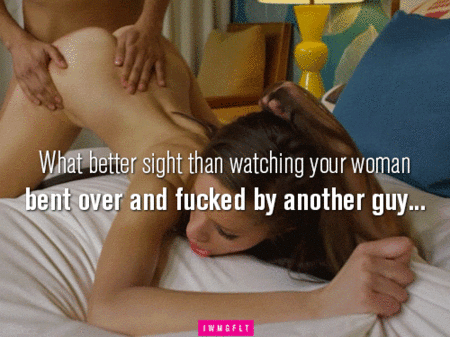 What better sight than watching your woman
bent over and fucked by another guy...
IWMGFLT